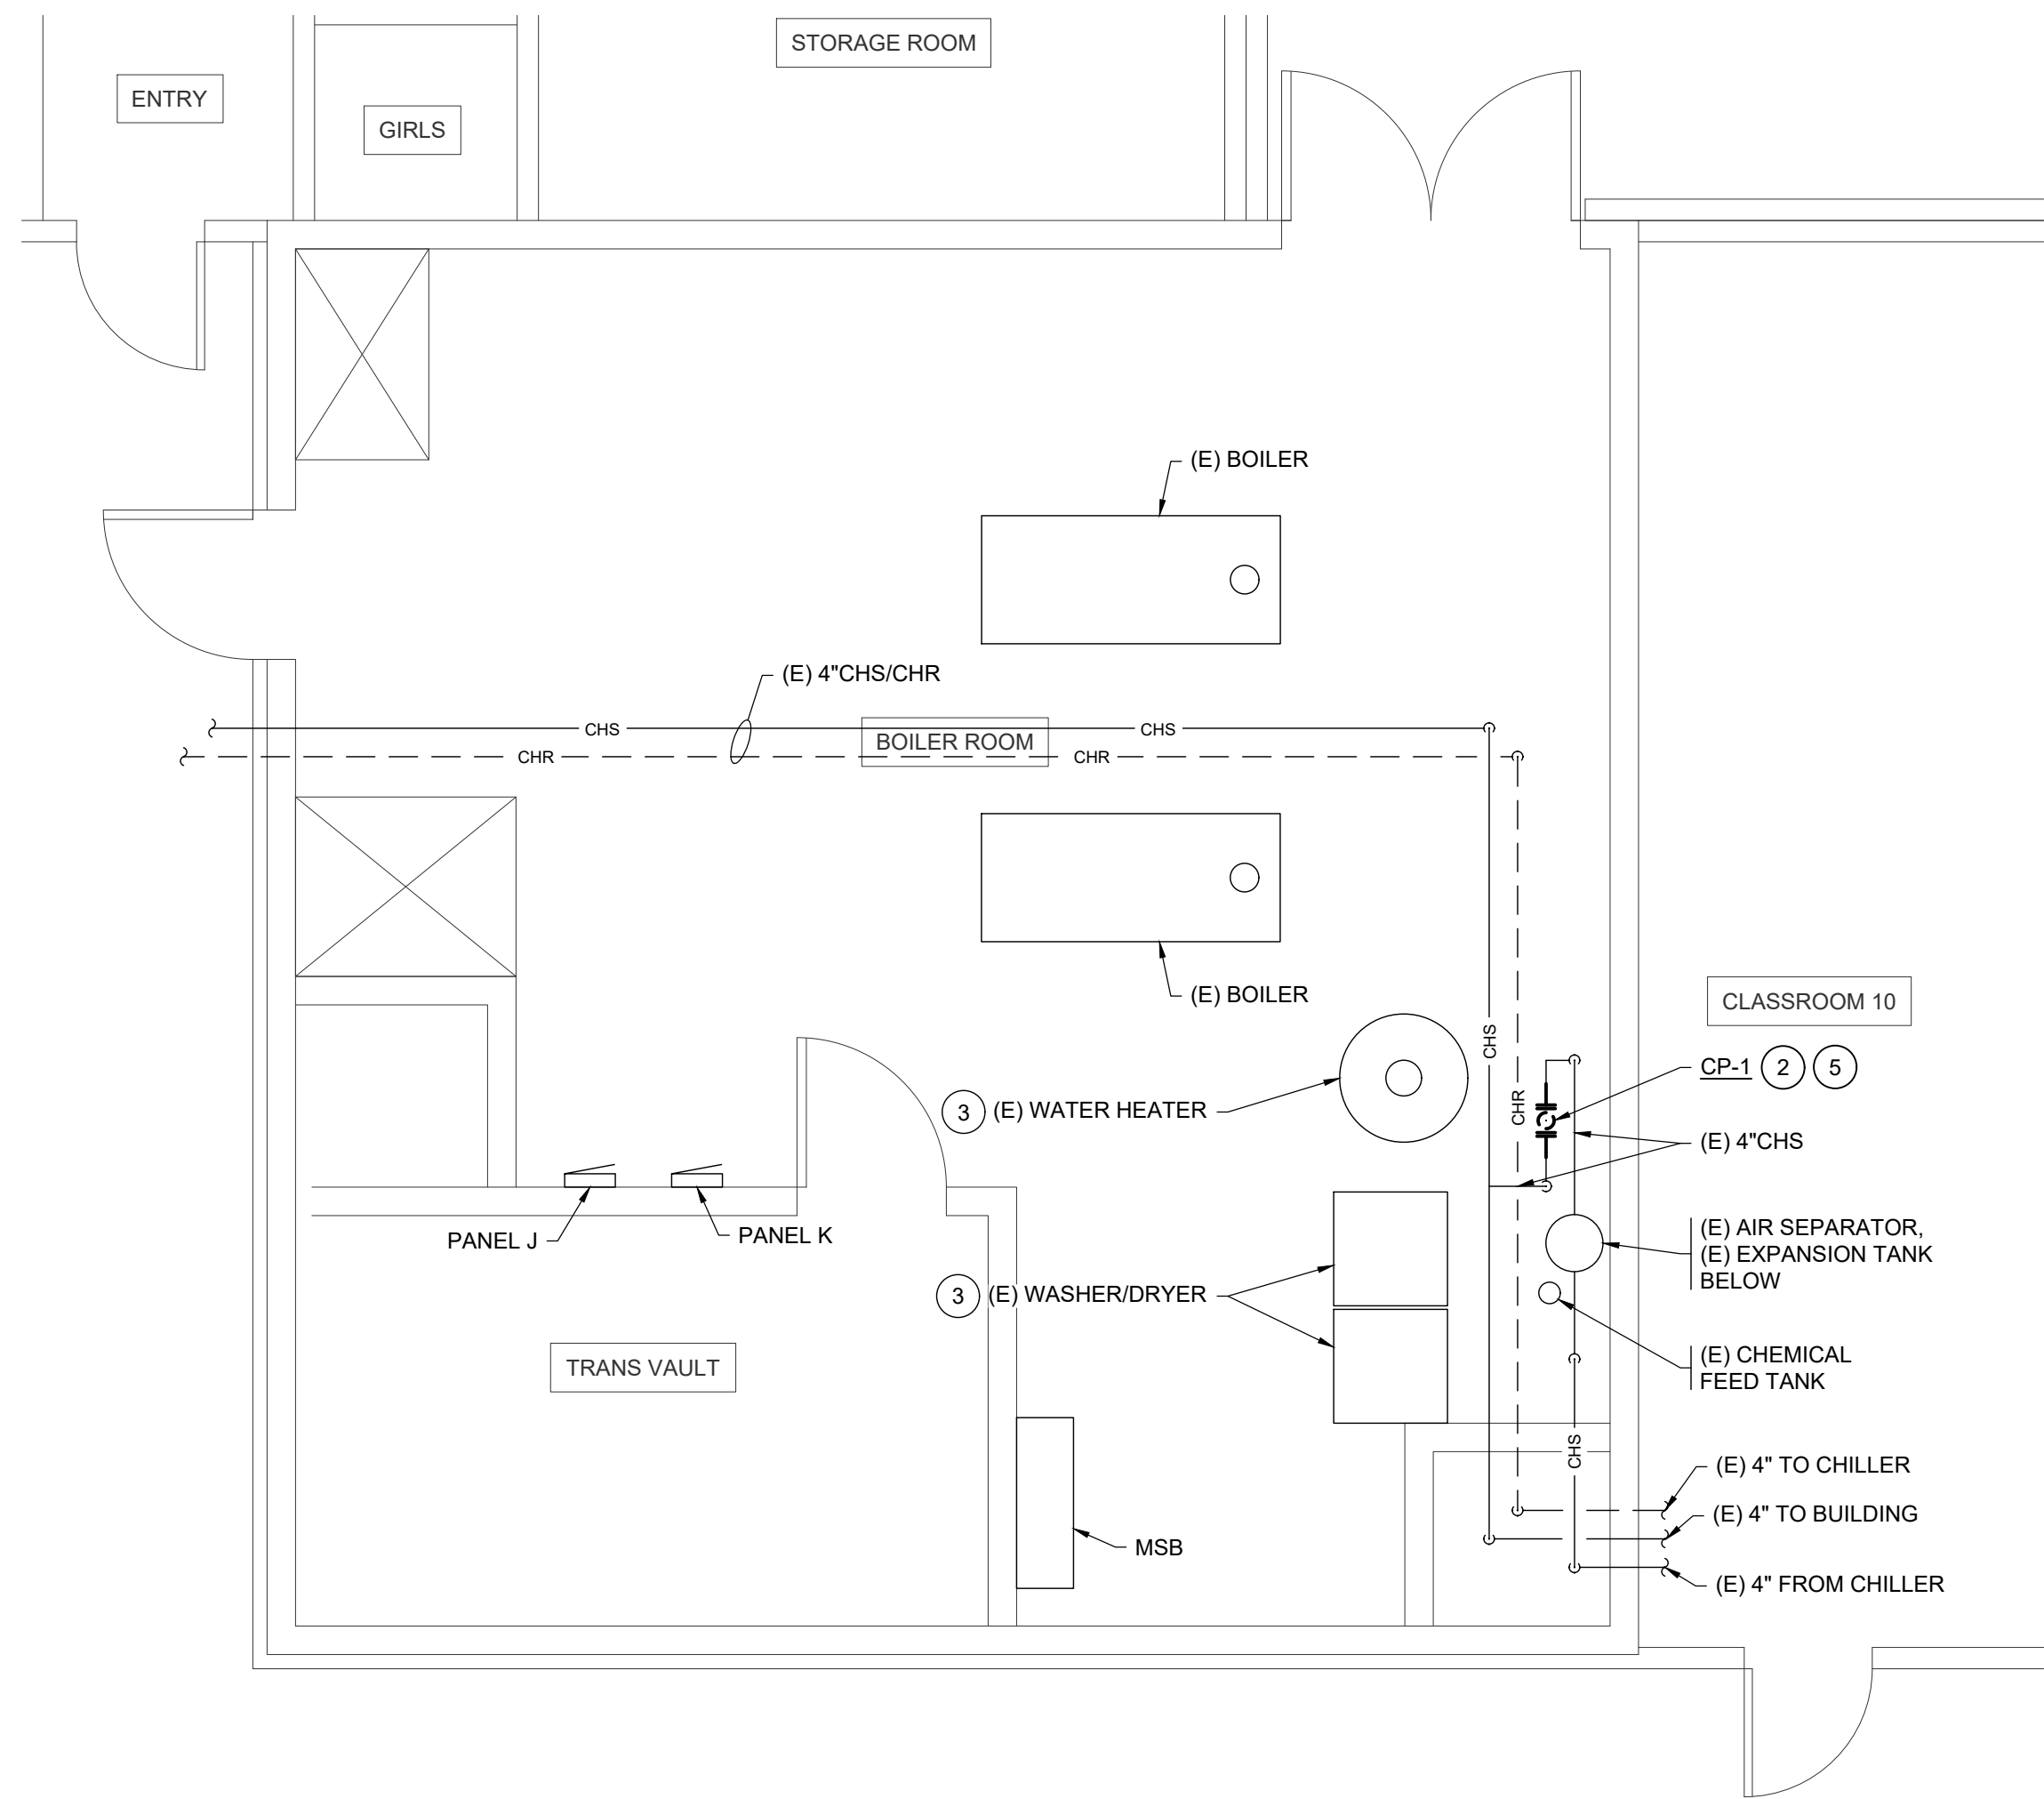 STORAGE ROOM
ENTRY
GIRLS
(E) BOILER
(E) 4"CHS/CHR
CHS
CHS
BOILER ROOM
CHR
CHR
(E) BOILER
CLASSROOM 10
CHS
CP-1 2 5
CHR
3 (E) WATER HEATER
(E) 4"CHS
PANEL J
PANEL K
(E) AIR SEPARATOR,
(E) EXPANSION TANK
BELOW
3 (E) WASHER/DRYER
TRANS VAULT
(E) CHEMICAL
FEED TANK
CHS
(E) 4" TO CHILLER
(E) 4" TO BUILDING
MSB
(E) 4" FROM CHILLER